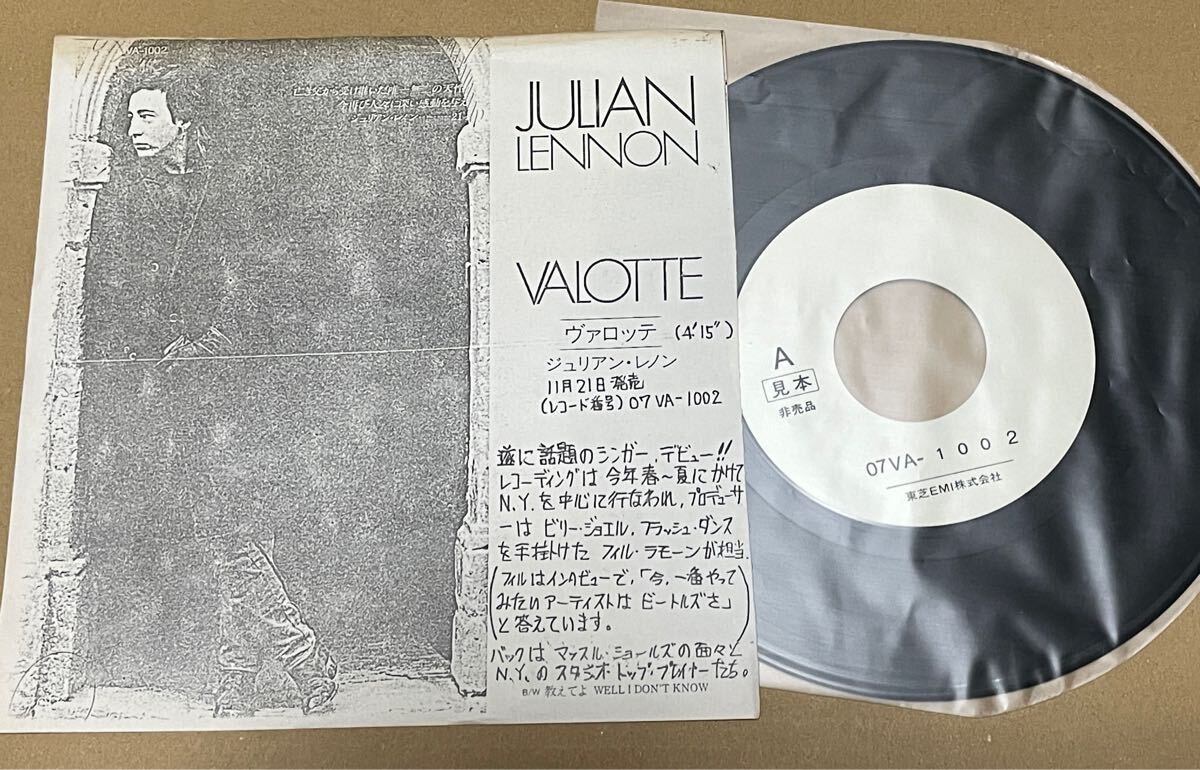 VA-1002
JULIAN
LENNON
VALOTTE
ヴァロッテ (4'15")
ジュリアン・レノン
11月21日発売
(レコード番号) 07VA-1002
遂に話題のシンガー、デビュー!!
レコーディングは今年春~夏にかけて
N.Y.を中心に行なわれ、プロデューサ
ーはビリー・ジョエル、フラッシュ・ダンス
を手掛けたフィル・ラモーンが担当.
(フィルはインタビューで、「今、一番やって
みたいアーティストは ビートルズさ」
と答えています。)
バックは マッスル・ショールズの面々と
N.Y.のスタジオ・トップ・プレイヤーたち。
B/W 教えてよ WELL I DON'T KNOW
A
見本
非売品
07VA-1002
東芝EMI株式会社